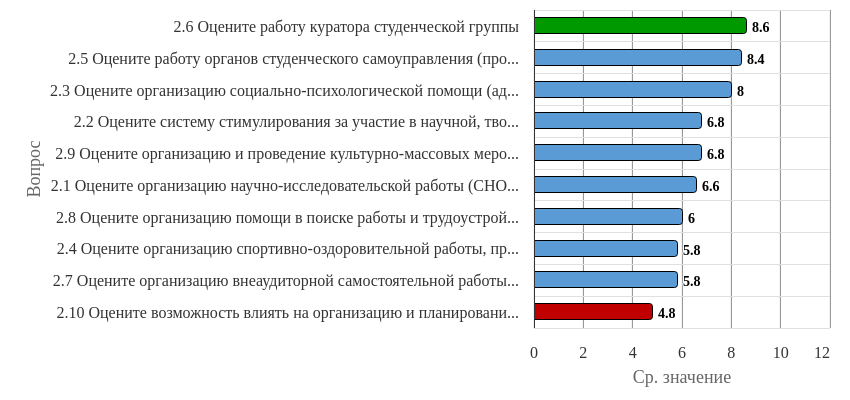 2.6 Оцените работу куратора студенческой группы 8.6
2.5 Оцените работу органов студенческого самоуправления (про... 8.4
2.3 Оцените организацию социально-психологической помощи (ад... 8
2.2 Оцените систему стимулирования за участие в научной, тво... 6.8
2.9 Оцените организацию и проведение культурно-массовых меро... 6.8
2.1 Оцените организацию научно-исследовательской работы (СНО... 6.6
2.8 Оцените организацию помощи в поиске работы и трудоустрой... 6
2.4 Оцените организацию спортивно-оздоровительной работы, пр... 5.8
2.7 Оцените организацию внеаудиторной самостоятельной работы... 5.8
2.10 Оцените возможность влиять на организацию и планировани... 4.8
Вопрос
0 2 4 6 8 10 12
Ср. значение